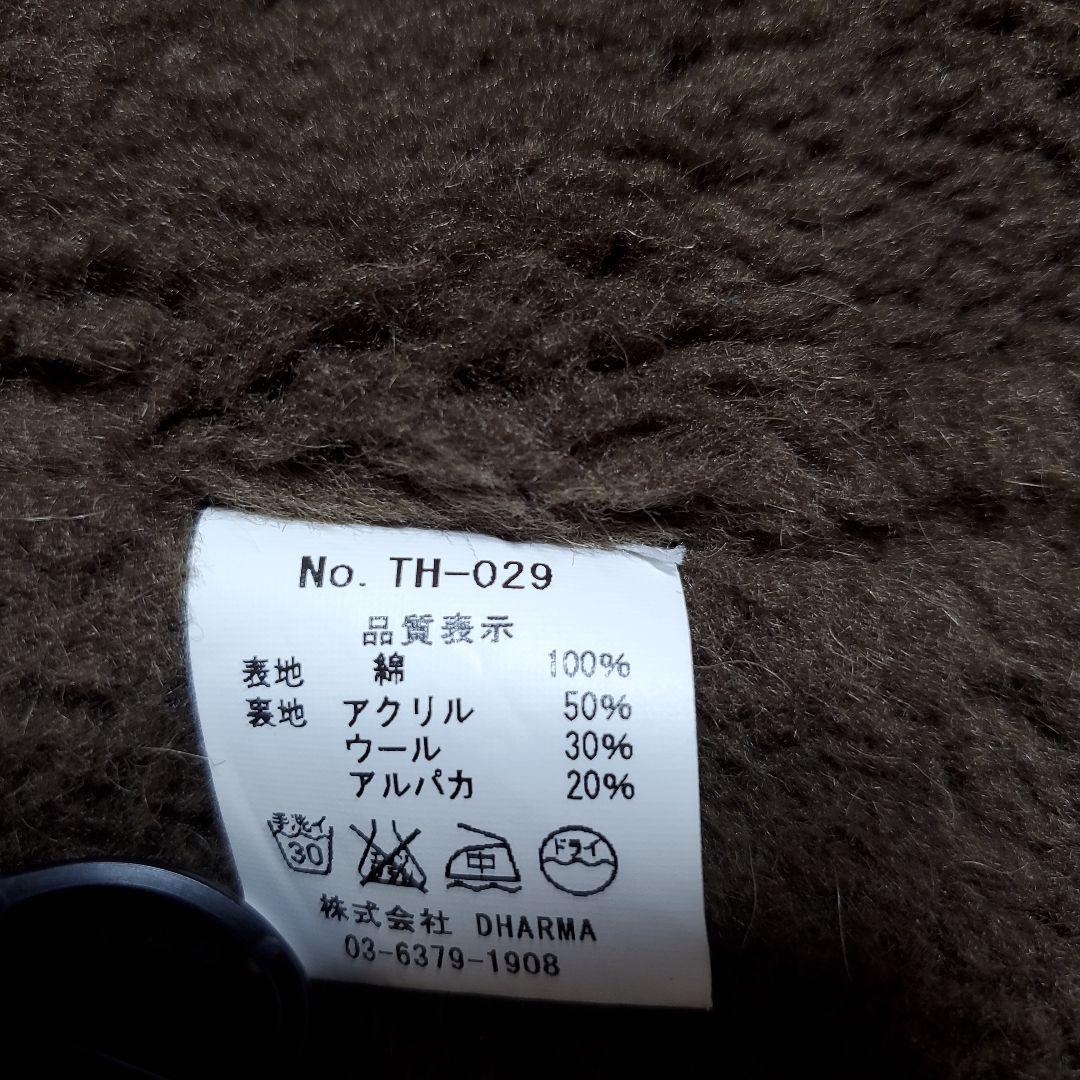 No. TH-029
品質表示
表地 綿 100%
裏地 アクリル 50%
ウール 30%
アルパカ 20%
手洗イ 30 中 ドライ
株式会社 DHARMA
03-6379-1908